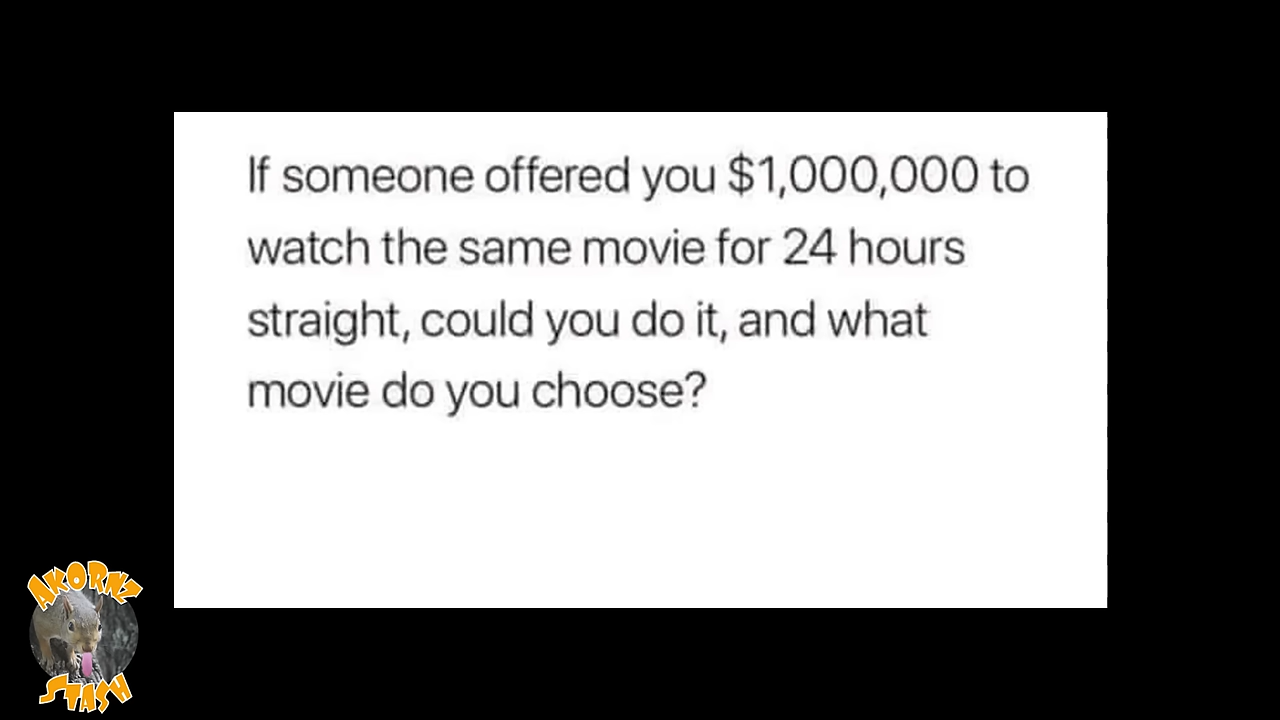 If someone offered you $1,000,000 to
watch the same movie for 24 hours
straight, could you do it, and what
movie do you choose?
AKORNZ
STASH